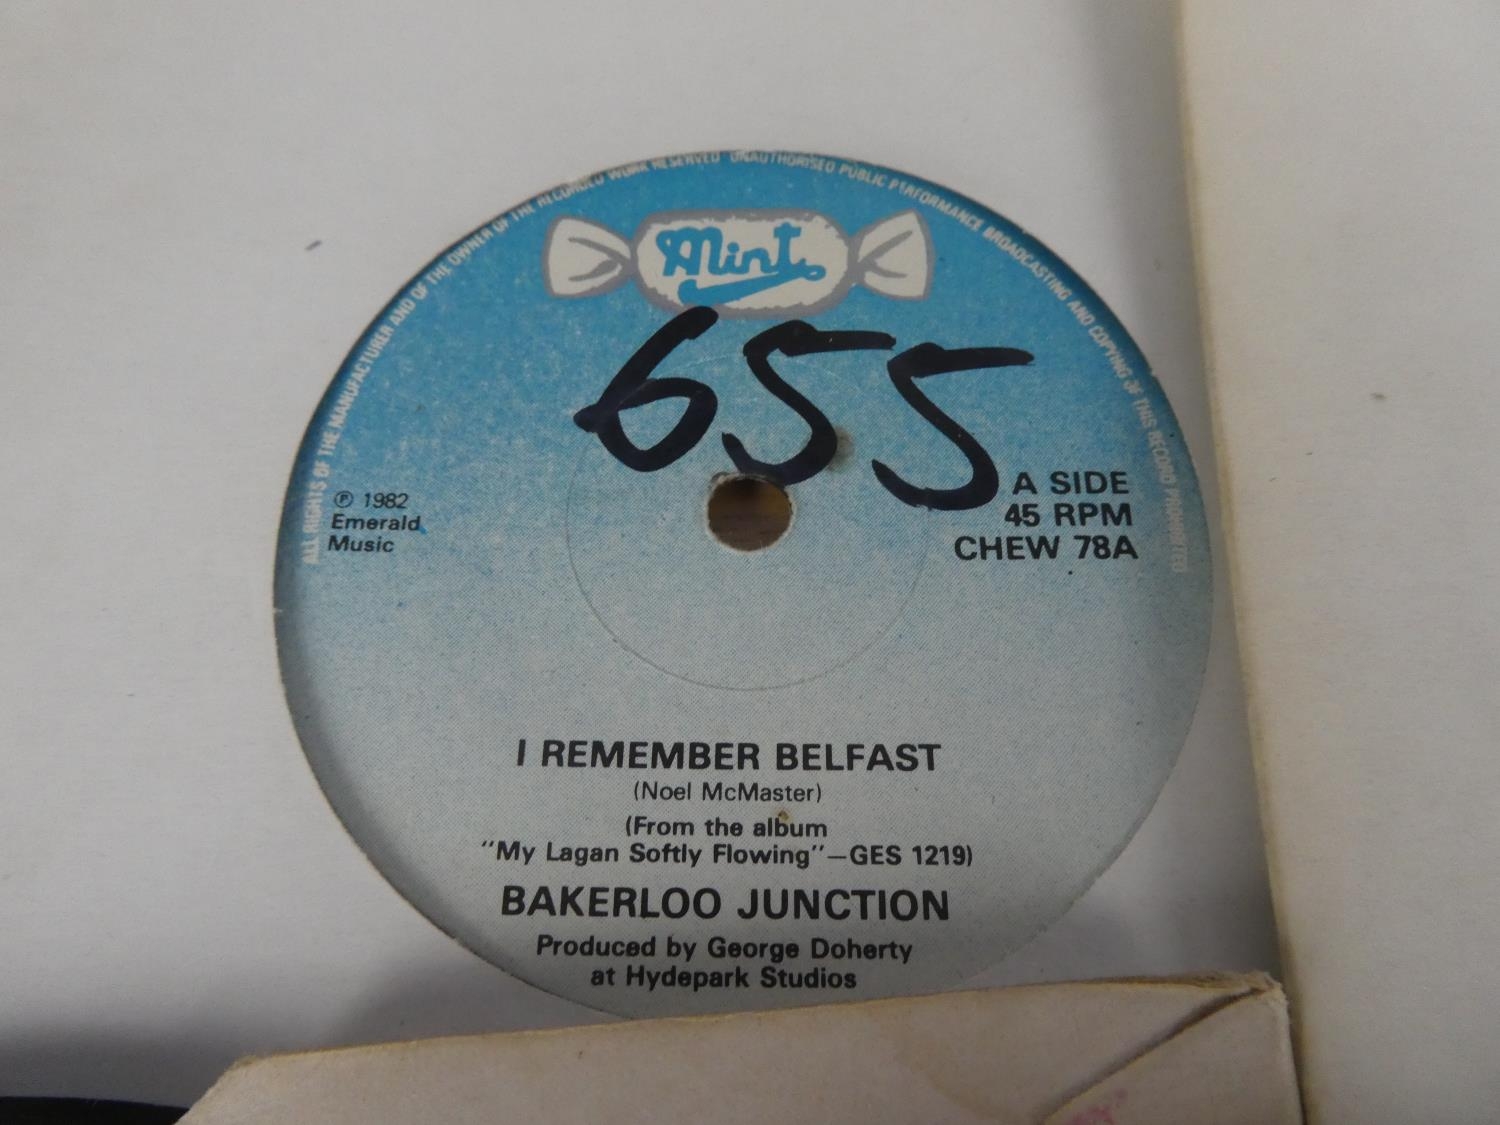 ALL RIGHTS OF THE MANUFACTURER AND OF THE OWNER OF THE RECORDED WORK RESERVED UNAUTHORISED PUBLIC PERFORMANCE BROADCASTING AND COPYING OF THIS RECORD PROHIBITED
Mint
655
℗ 1982
Emerald
Music
A SIDE
45 RPM
CHEW 78A
I REMEMBER BELFAST
(Noel McMaster)
(From the album
"My Lagan Softly Flowing"—GES 1219)
BAKERLOO JUNCTION
Produced by George Doherty
at Hydepark Studios